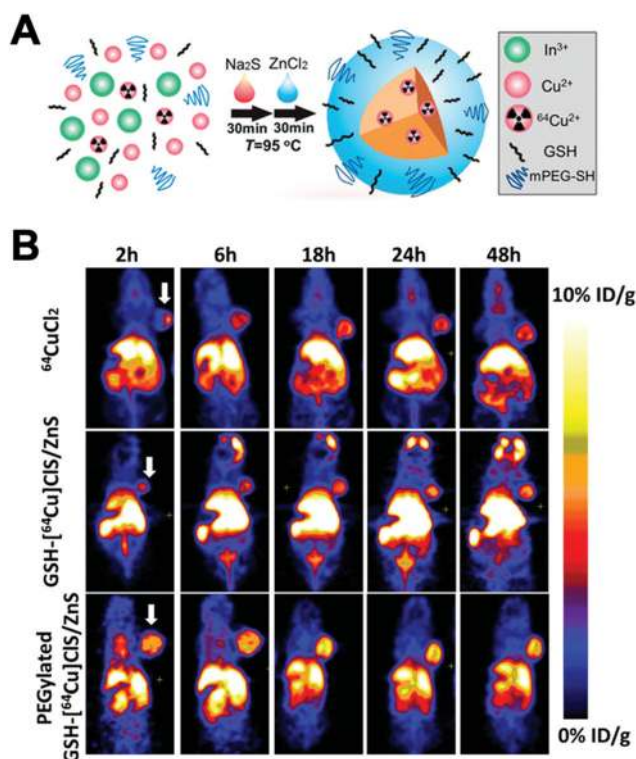 A
In³⁺
Cu²⁺
⁶⁴Cu²⁺
GSH
mPEG-SH
Na₂S ZnCl₂
30min 30min
T=95 °C
B
2h 6h 18h 24h 48h
⁶⁴CuCl₂
GSH-[⁶⁴Cu]CIS/ZnS
PEGylated
GSH-[⁶⁴Cu]CIS/ZnS
10% ID/g
0% ID/g